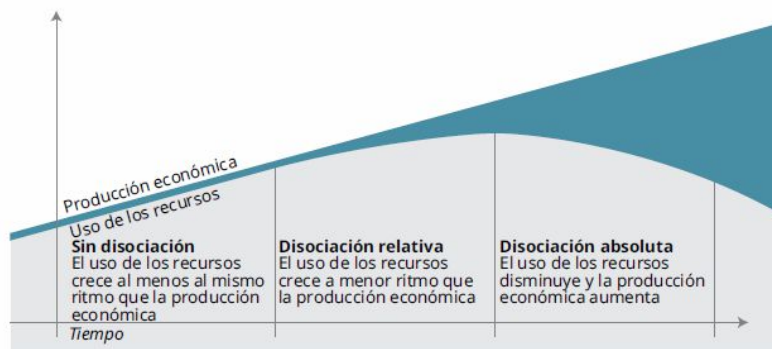 Producción económica
Uso de los recursos
Sin disociación
El uso de los recursos
crece al menos al mismo
ritmo que la producción
económica
Disociación relativa
El uso de los recursos
crece a menor ritmo que
la producción económica
Disociación absoluta
El uso de los recursos
disminuye y la producción
económica aumenta
Tiempo